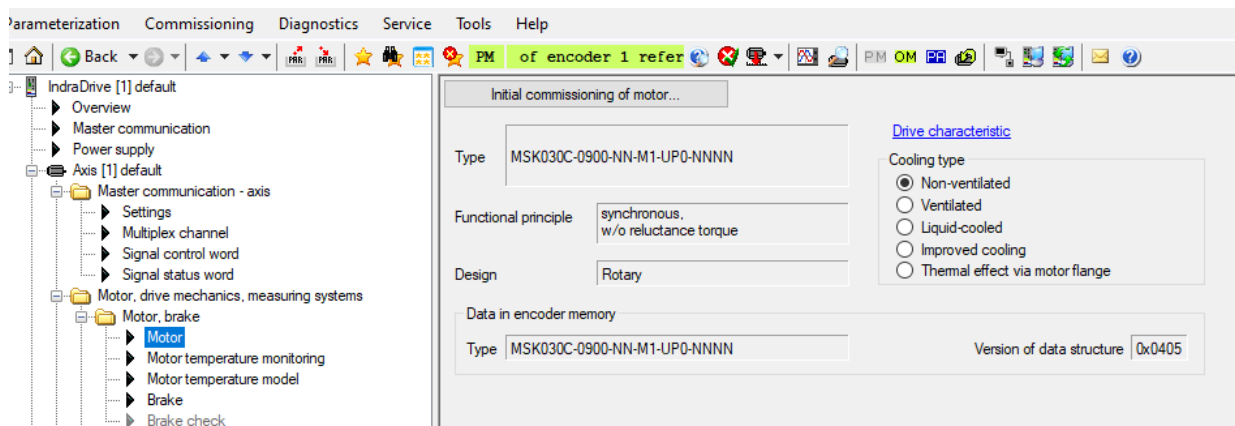 Parameterization Commissioning Diagnostics Service Tools Help
Back PAR PAR PM of encoder 1 refer PM OM PA
IndraDrive [1] default
Overview
Master communication
Power supply
Axis [1] default
Master communication - axis
Settings
Multiplex channel
Signal control word
Signal status word
Motor, drive mechanics, measuring systems
Motor, brake
Motor
Motor temperature monitoring
Motor temperature model
Brake
Brake check
Initial commissioning of motor...
Type MSK030C-0900-NN-M1-UP0-NNNN
Functional principle synchronous,
w/o reluctance torque
Design Rotary
Drive characteristic
Cooling type
Non-ventilated
Ventilated
Liquid-cooled
Improved cooling
Thermal effect via motor flange
Data in encoder memory
Type MSK030C-0900-NN-M1-UP0-NNNN Version of data structure 0x0405